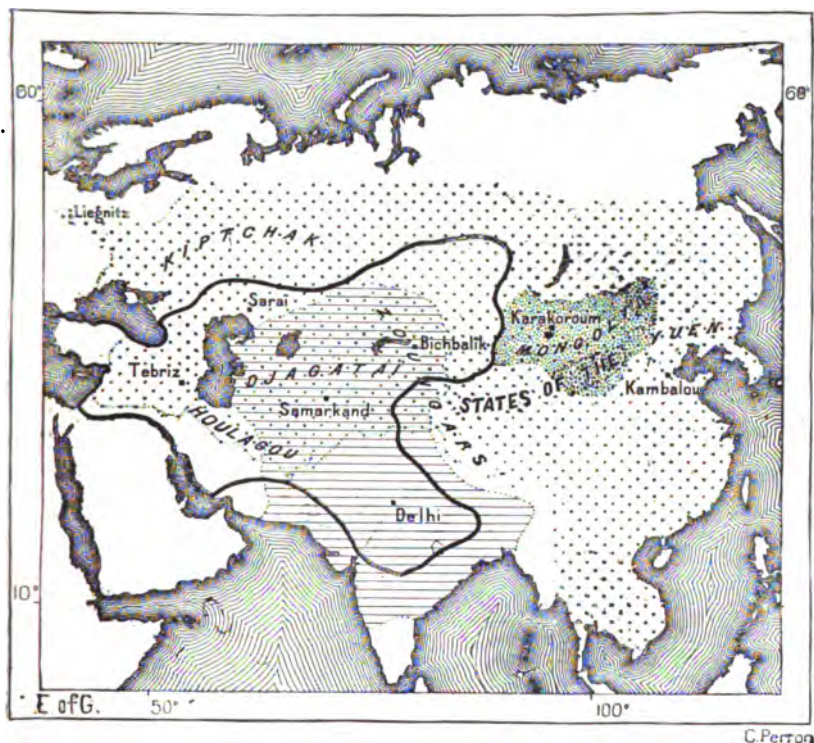 60°
68°
Liegnitz
KIPTCHAK
Sarai
Karakoroum
MONGOLIA
Bichbalik
ZOUNGARS
Tebriz
DJAGATAI
STATES OF THE YUEN
Kambalou
Samarkand
HOULAGOU
Delhi
10°
E of G.
50°
100°
C.Perron